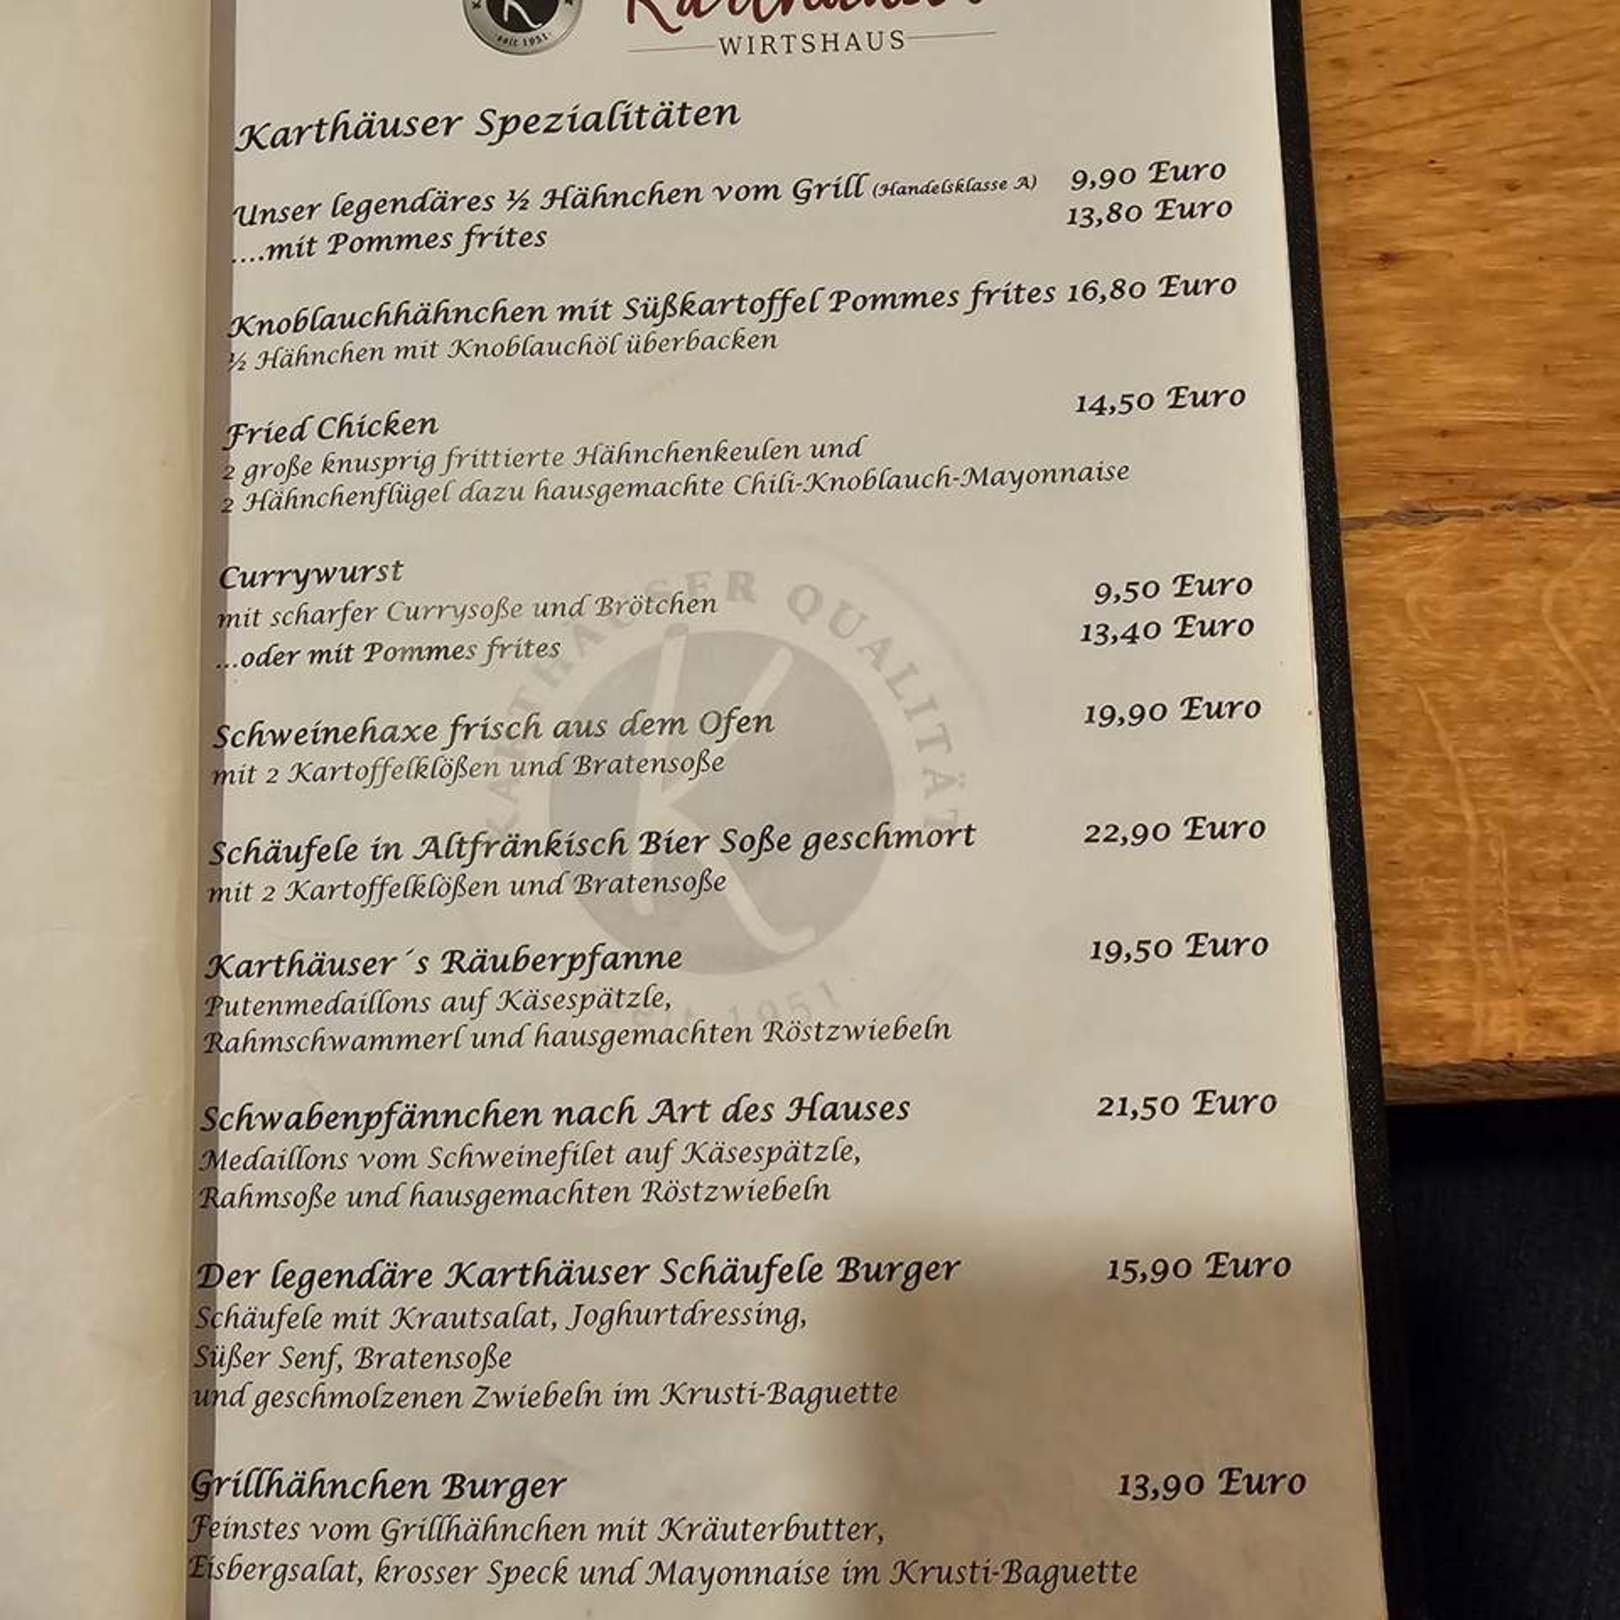 seit 1951
WIRTSHAUS
Karthäuser Spezialitäten
Unser legendäres ½ Hähnchen vom Grill (Handelsklasse A) 9,90 Euro
....mit Pommes frites 13,80 Euro
Knoblauchhähnchen mit Süßkartoffel Pommes frites 16,80 Euro
½ Hähnchen mit Knoblauchöl überbacken
Fried Chicken 14,50 Euro
2 große knusprig frittierte Hähnchenkeulen und
2 Hähnchenflügel dazu hausgemachte Chili-Knoblauch-Mayonnaise
Currywurst
mit scharfer Currysoße und Brötchen 9,50 Euro
...oder mit Pommes frites 13,40 Euro
Schweinehaxe frisch aus dem Ofen 19,90 Euro
mit 2 Kartoffelklößen und Bratensoße
Schäufele in Altfränkisch Bier Soße geschmort 22,90 Euro
mit 2 Kartoffelklößen und Bratensoße
Karthäuser´s Räuberpfanne 19,50 Euro
Putenmedaillons auf Käsespätzle,
Rahmschwammerl und hausgemachten Röstzwiebeln
Schwabenpfännchen nach Art des Hauses 21,50 Euro
Medaillons vom Schweinefilet auf Käsespätzle,
Rahmsoße und hausgemachten Röstzwiebeln
Der legendäre Karthäuser Schäufele Burger 15,90 Euro
Schäufele mit Krautsalat, Joghurtdressing,
Süßer Senf, Bratensoße
und geschmolzenen Zwiebeln im Krusti-Baguette
Grillhähnchen Burger 13,90 Euro
Feinstes vom Grillhähnchen mit Kräuterbutter,
Eisbergsalat, krosser Speck und Mayonnaise im Krusti-Baguette
KARTHÄUSER QUALITÄT
K